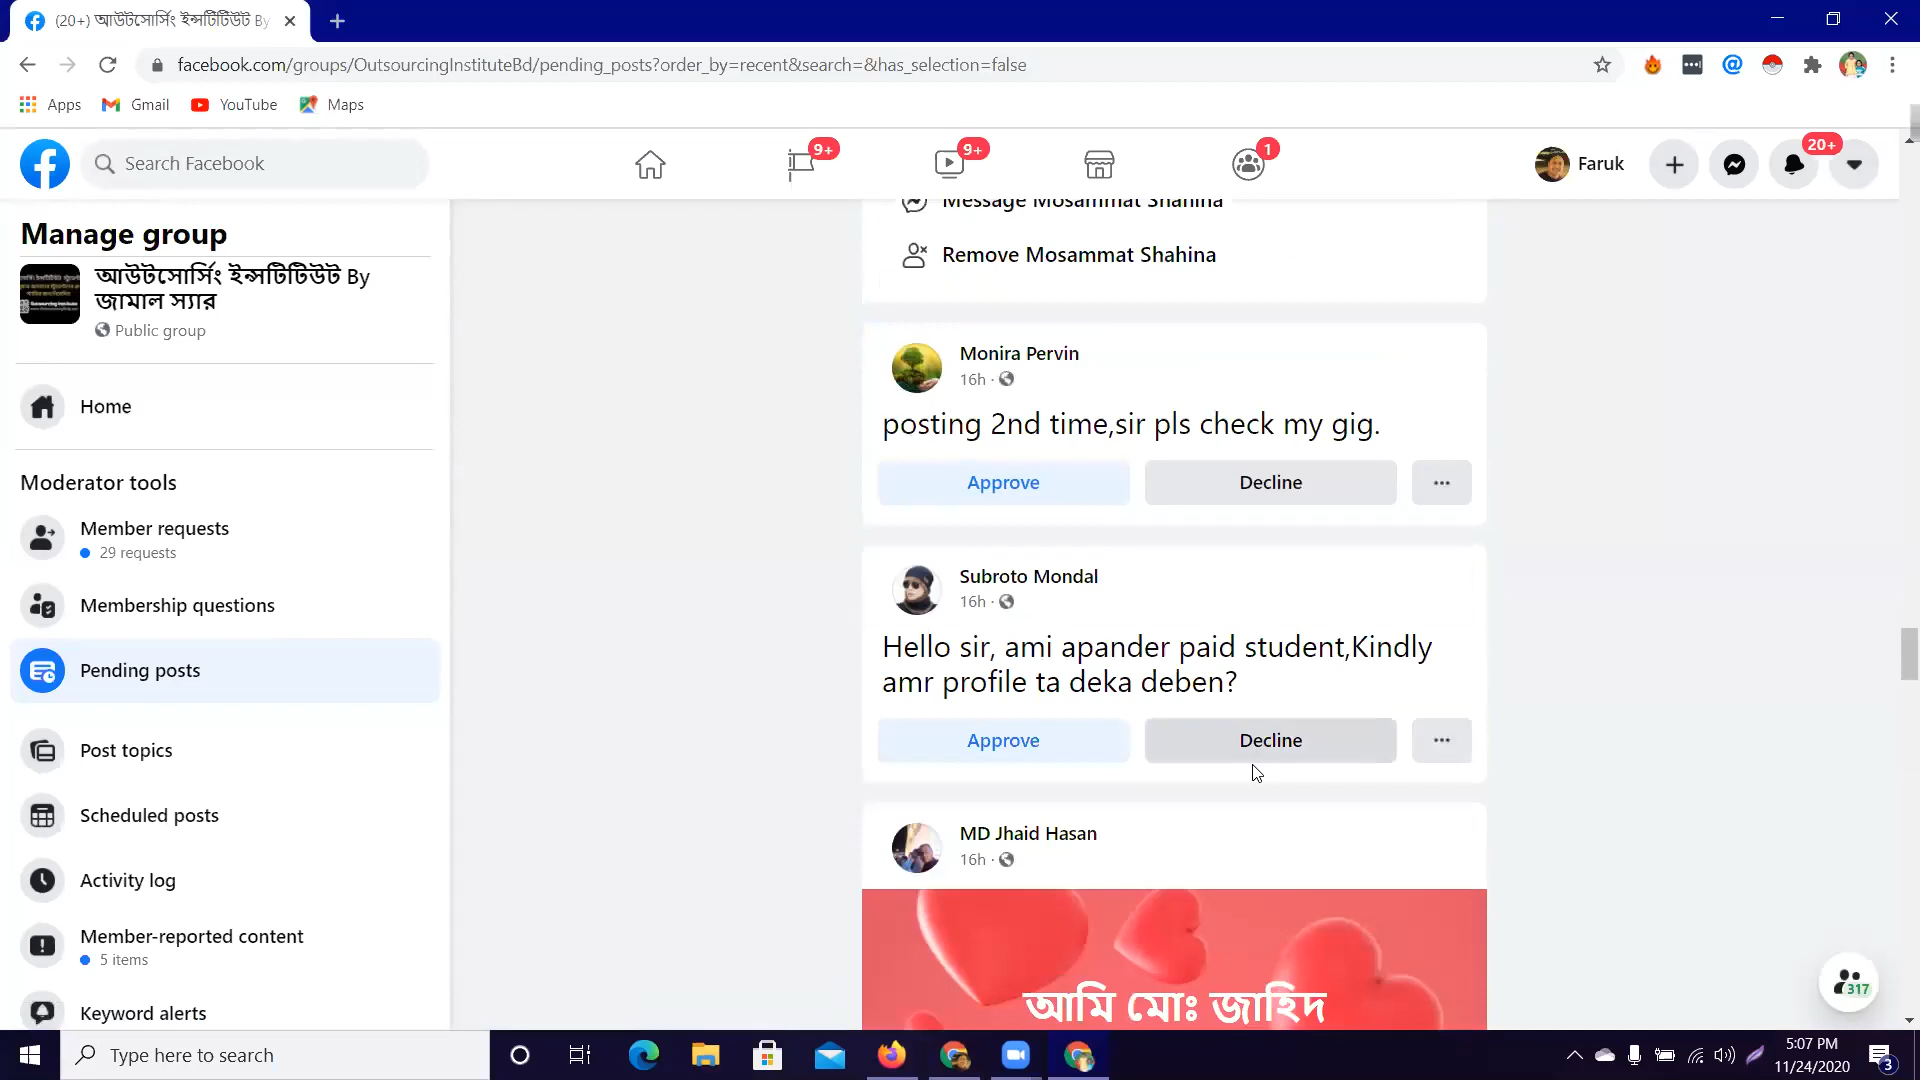 (20+) আউটসোর্সিং ইন্সটিটিউট By
facebook.com/groups/OutsourcingInstituteBd/pending_posts?order_by=recent&search=&has_selection=false
Apps Gmail YouTube Maps
Search Facebook
9+
9+
1
Faruk
20+
Manage group
আউটসোর্সিং ইন্সটিটিউট By
জামাল স্যার
Public group
Home
Moderator tools
Member requests
29 requests
Membership questions
Pending posts
Post topics
Scheduled posts
Activity log
Member-reported content
5 items
Keyword alerts
Message Mosammat Shahina
Remove Mosammat Shahina
Monira Pervin
16h ·
posting 2nd time,sir pls check my gig.
Approve Decline ...
Subroto Mondal
16h ·
Hello sir, ami apander paid student,Kindly
amr profile ta deka deben?
Approve Decline ...
MD Jhaid Hasan
16h ·
আমি মোঃ জাহিদ
317
Type here to search
5:07 PM
11/24/2020
3